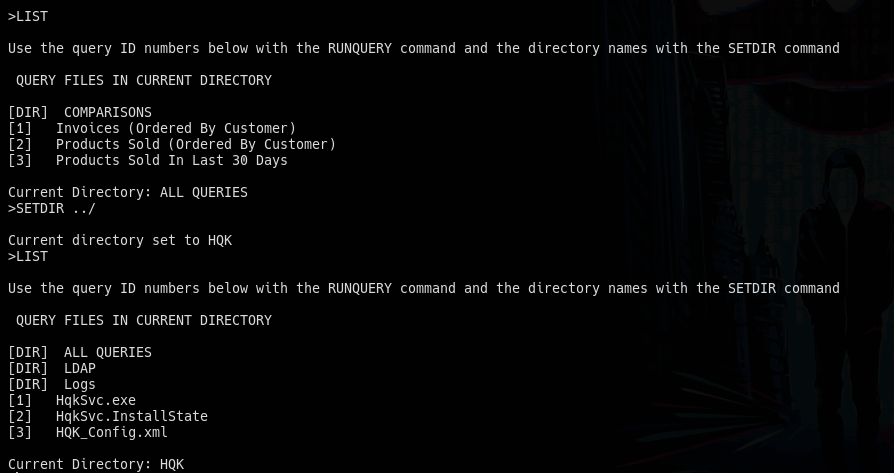 >LIST
Use the query ID numbers below with the RUNQUERY command and the directory names with the SETDIR command
QUERY FILES IN CURRENT DIRECTORY
[DIR]  COMPARISONS
[1]   Invoices (Ordered By Customer)
[2]   Products Sold (Ordered By Customer)
[3]   Products Sold In Last 30 Days
Current Directory: ALL QUERIES
>SETDIR ../
Current directory set to HQK
>LIST
Use the query ID numbers below with the RUNQUERY command and the directory names with the SETDIR command
QUERY FILES IN CURRENT DIRECTORY
[DIR]  ALL QUERIES
[DIR]  LDAP
[DIR]  Logs
[1]   HqkSvc.exe
[2]   HqkSvc.InstallState
[3]   HQK_Config.xml
Current Directory: HQK